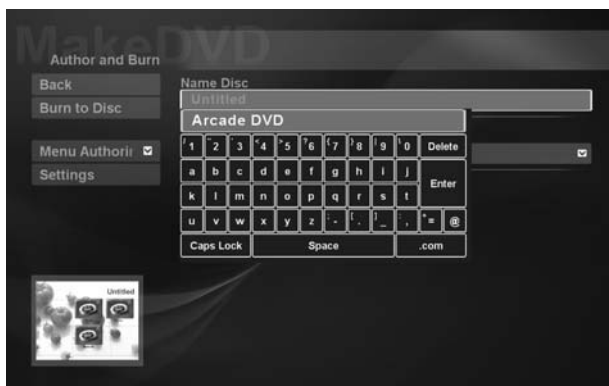 MakeDVD
Author and Burn
Back
Burn to Disc
Menu Authorir
Settings
Name Disc
Untitled
Arcade DVD
1 2 3 4 5 6 7 8 9 0 Delete
a b c d e f g h i j
Enter
k l m n o p q r s t
u v w x y z - . _ , = @
Caps Lock Space .com
Untitled